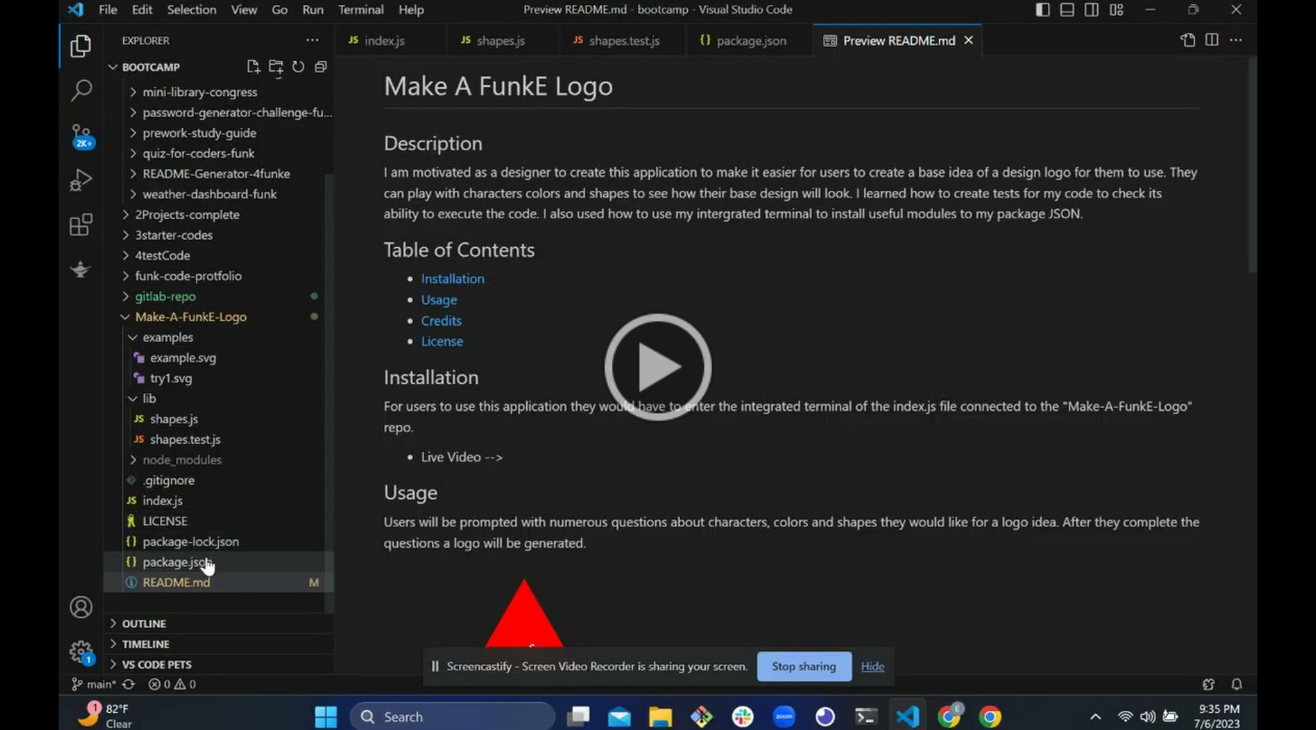 File Edit Selection View Go Run Terminal Help
Preview README.md - bootcamp - Visual Studio Code
EXPLORER
index.js
shapes.js
shapes.test.js
package.json
Preview README.md
BOOTCAMP
mini-library-congress
password-generator-challenge-fu...
prework-study-guide
quiz-for-coders-funk
README-Generator-4funke
weather-dashboard-funk
2Projects-complete
3starter-codes
4testCode
funk-code-protfolio
gitlab-repo
Make-A-FunkE-Logo
examples
example.svg
try1.svg
lib
JS shapes.js
JS shapes.test.js
node_modules
.gitignore
JS index.js
LICENSE
{} package-lock.json
{} package.json
README.md M
OUTLINE
TIMELINE
VS CODE PETS
2K+
1
Make A FunkE Logo
Description
I am motivated as a designer to create this application to make it easier for users to create a base idea of a design logo for them to use. They
can play with characters colors and shapes to see how their base design will look. I learned how to create tests for my code to check its
ability to execute the code. I also used how to use my intergrated terminal to install useful modules to my package JSON.
Table of Contents
Installation
Usage
Credits
License
Installation
For users to use this application they would have to enter the integrated terminal of the index.js file connected to the "Make-A-FunkE-Logo"
repo.
Live Video -->
Usage
Users will be prompted with numerous questions about characters, colors and shapes they would like for a logo idea. After they complete the
questions a logo will be generated.
Screencastify - Screen Video Recorder is sharing your screen. Stop sharing Hide
main* 0 0
1
82°F
Clear
Search
zoom
9:35 PM
7/6/2023